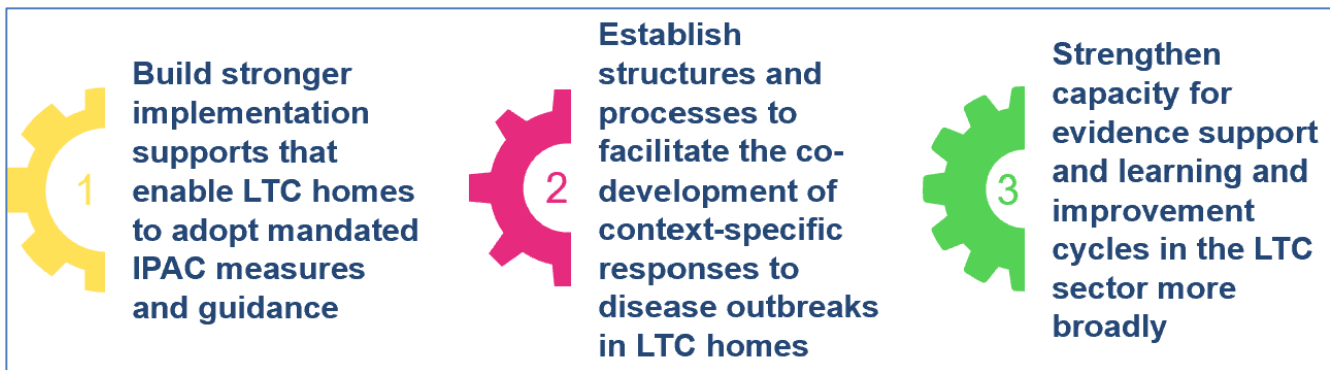 1
Build stronger
implementation
supports that
enable LTC homes
to adopt mandated
IPAC measures
and guidance
2
Establish
structures and
processes to
facilitate the co-
development of
context-specific
responses to
disease outbreaks
in LTC homes
3
Strengthen
capacity for
evidence support
and learning and
improvement
cycles in the LTC
sector more
broadly